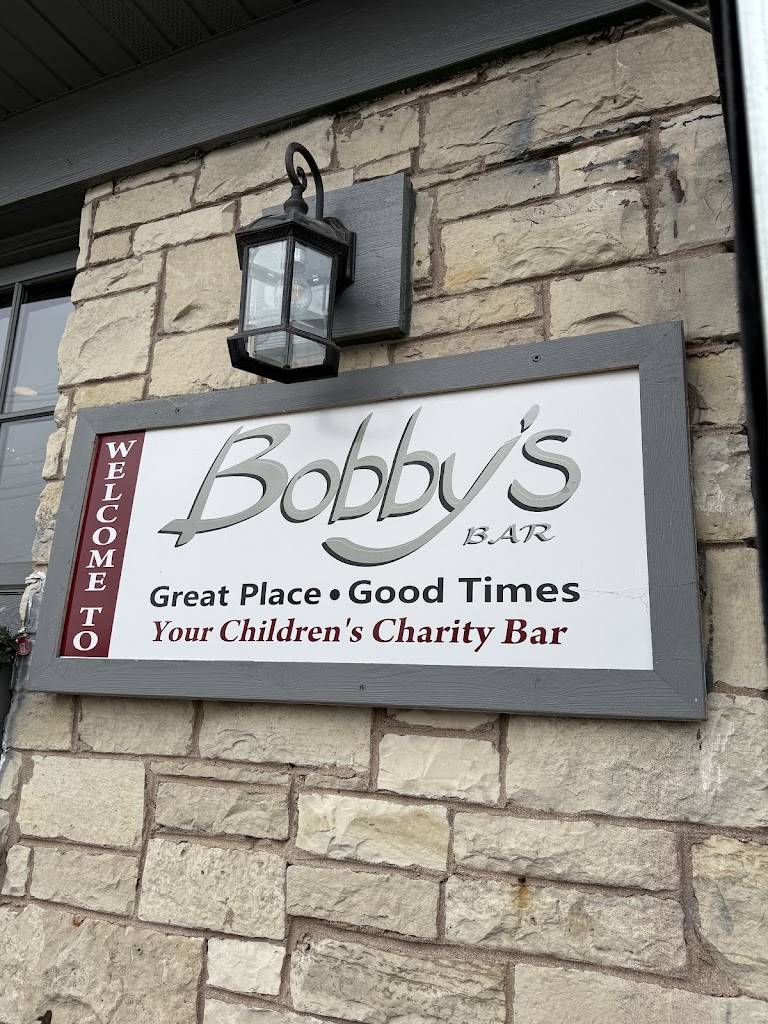 WELCOME TO
Bobby's
BAR
Great Place • Good Times
Your Children's Charity Bar